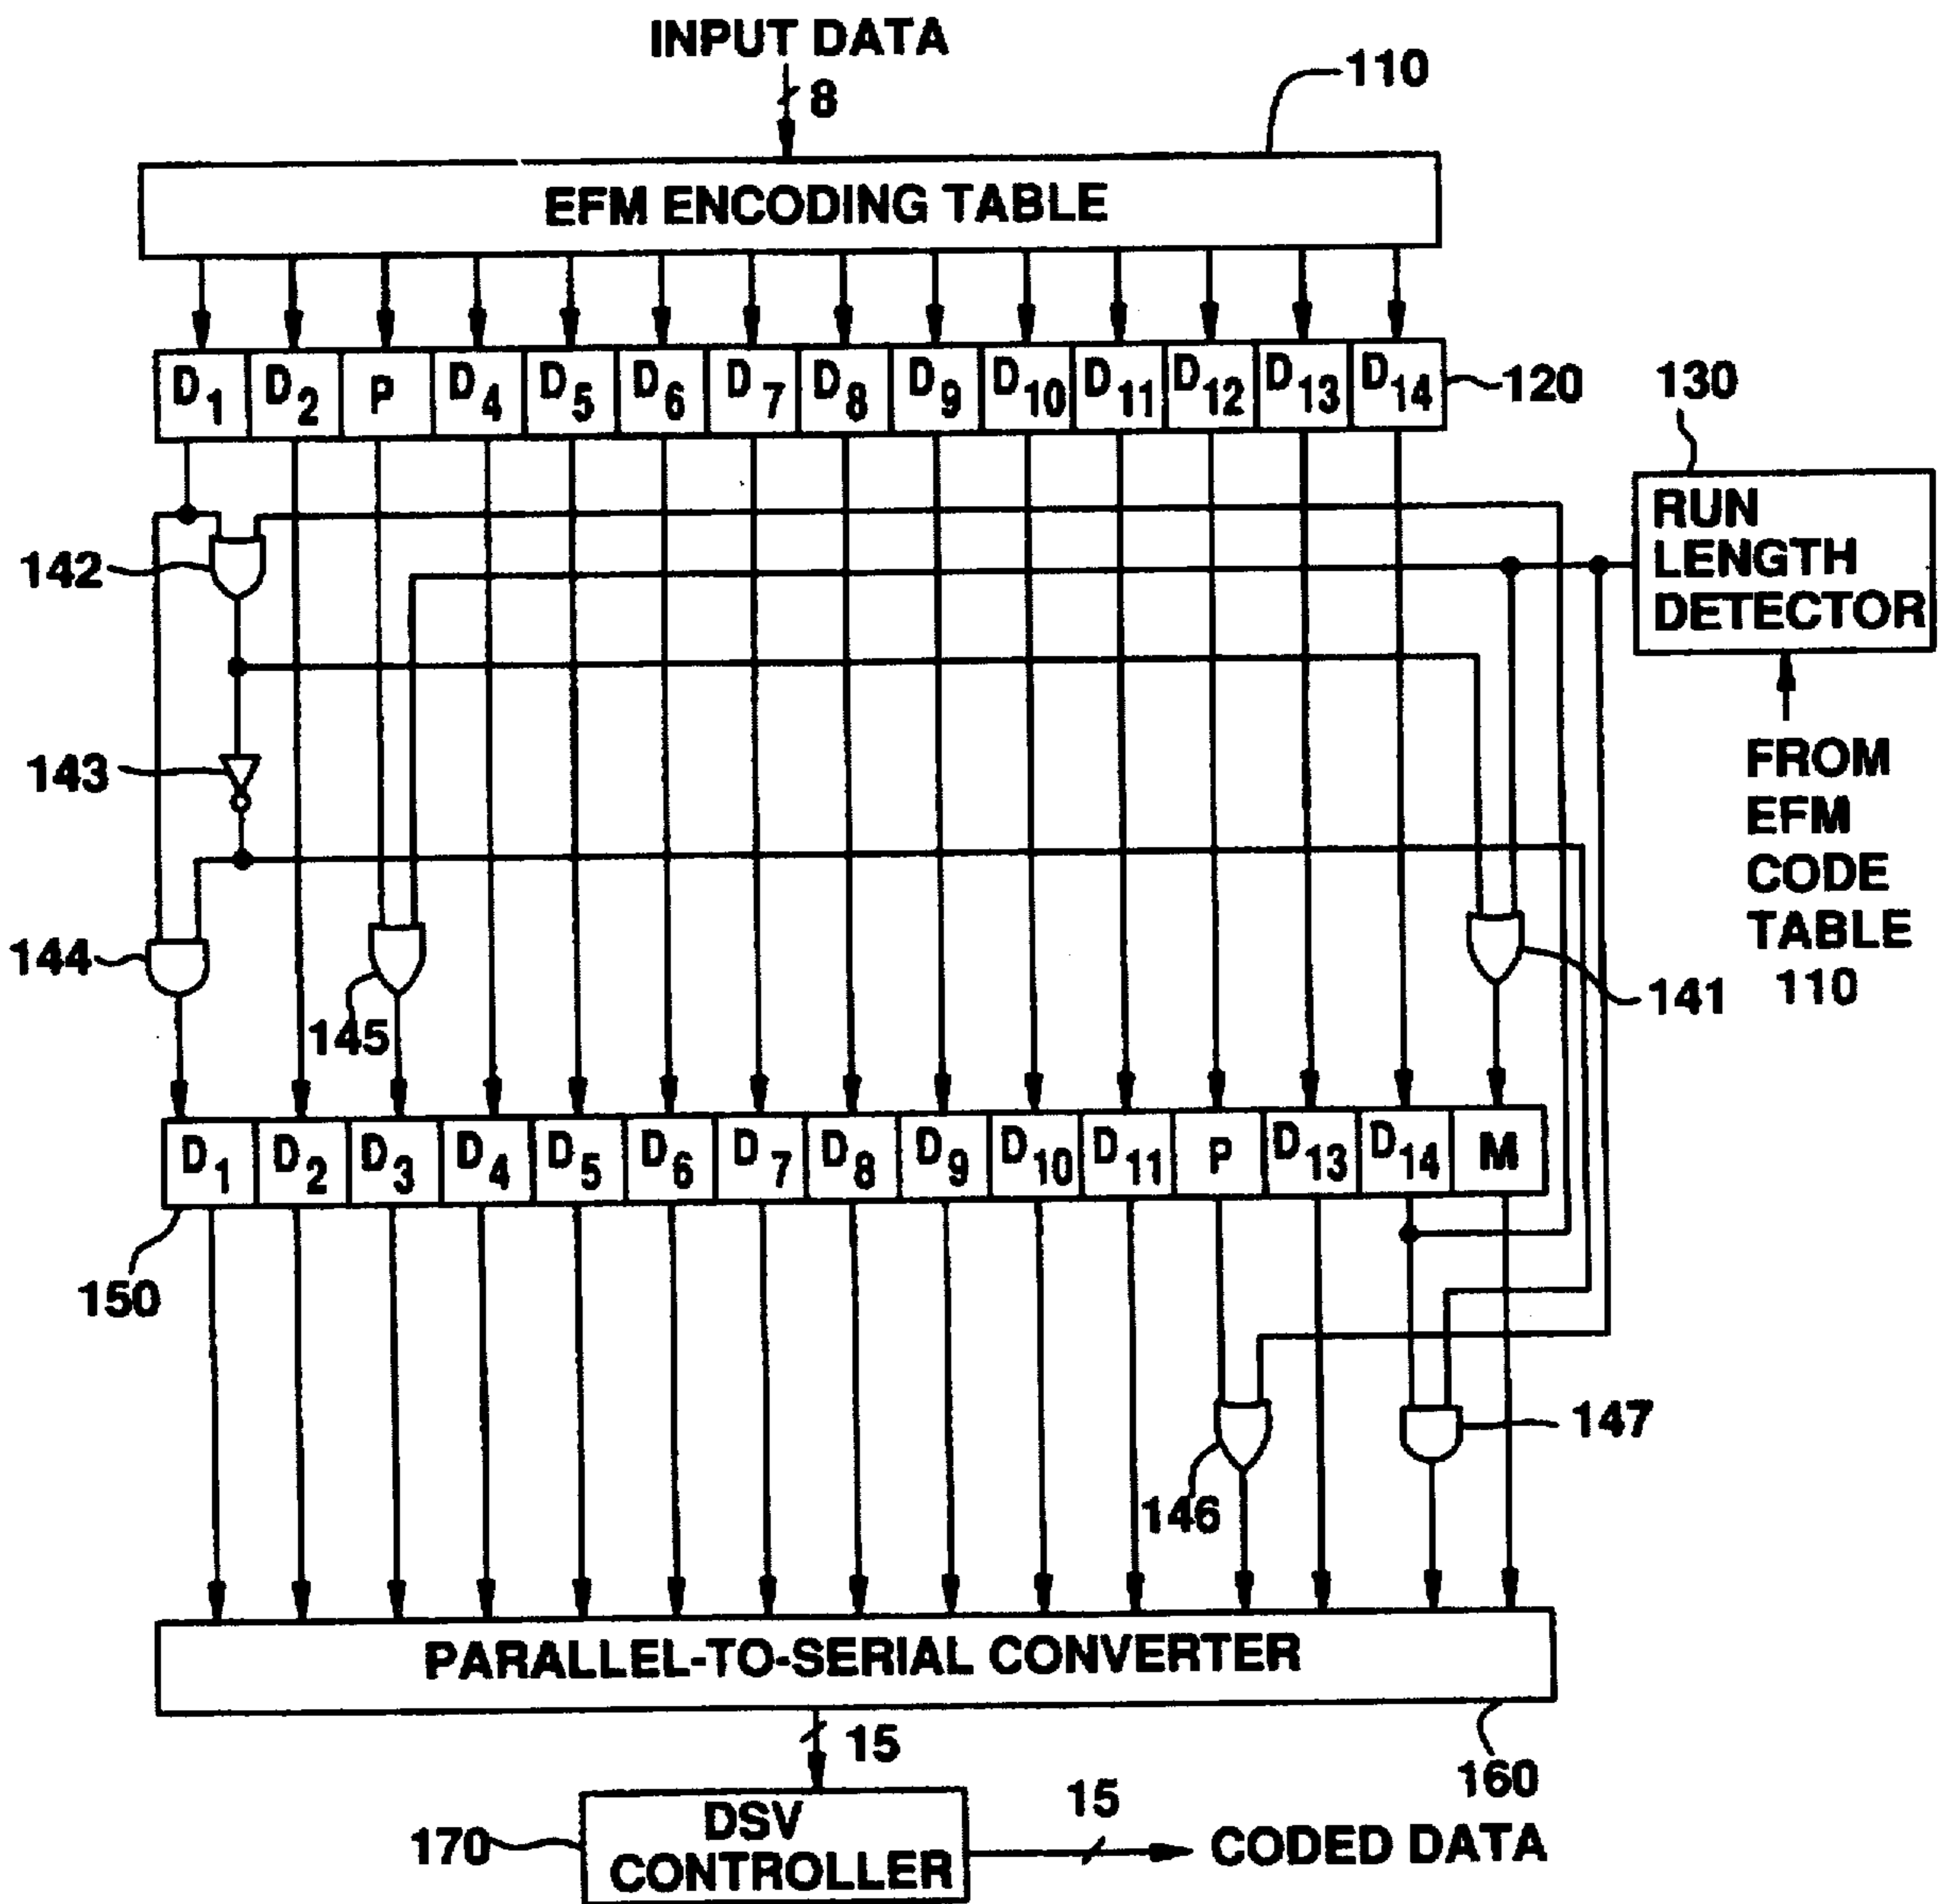 INPUT DATA
8
110
EFM ENCODING TABLE
D1 D2 P D4 D5 D6 D7 D8 D9 D10 D11 D12 D13 D14
120
130
RUN
LENGTH
DETECTOR
142
143
FROM
EFM
CODE
TABLE
110
144
145
141
D1 D2 D3 D4 D5 D6 D7 D8 D9 D10 D11 P D13 D14 M
150
147
146
PARALLEL-TO-SERIAL CONVERTER
15
160
DSV
CONTROLLER
170
15
CODED DATA